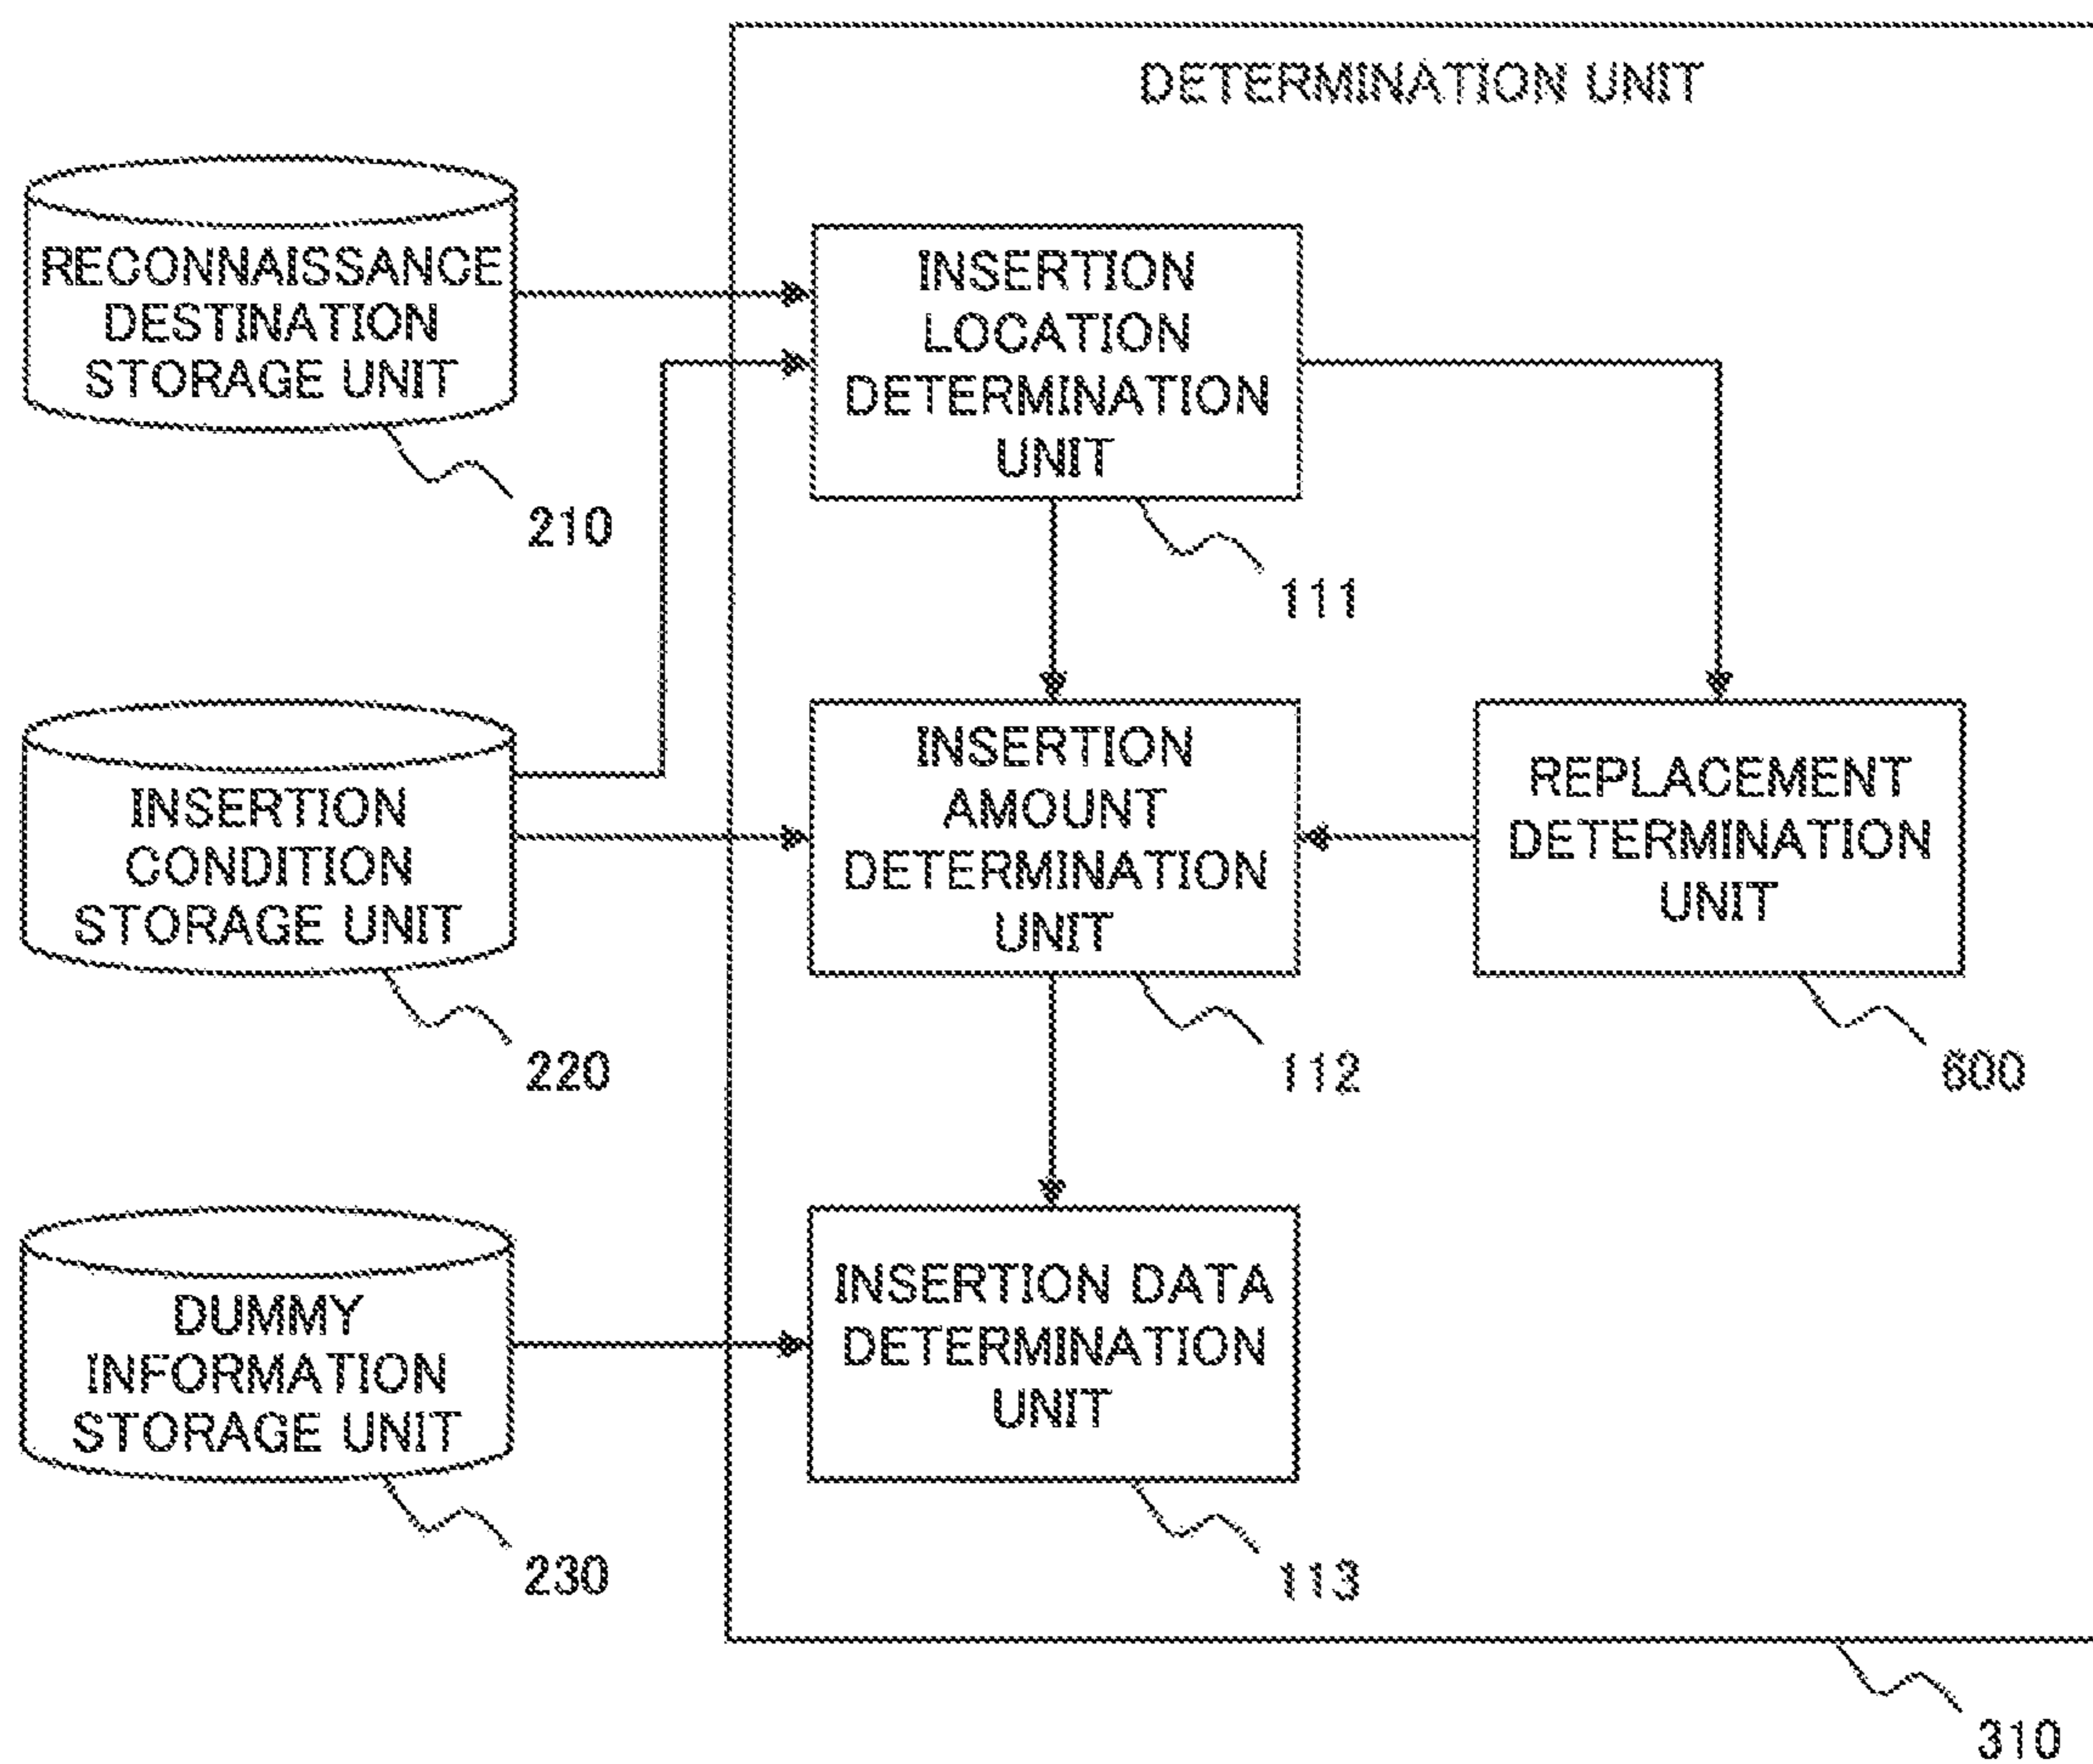 DETERMINATION UNIT
RECONNAISSANCE
DESTINATION
STORAGE UNIT
210
INSERTION
LOCATION
DETERMINATION
UNIT
111
INSERTION
CONDITION
STORAGE UNIT
220
INSERTION
AMOUNT
DETERMINATION
UNIT
112
REPLACEMENT
DETERMINATION
UNIT
600
DUMMY
INFORMATION
STORAGE UNIT
230
INSERTION DATA
DETERMINATION
UNIT
113
310